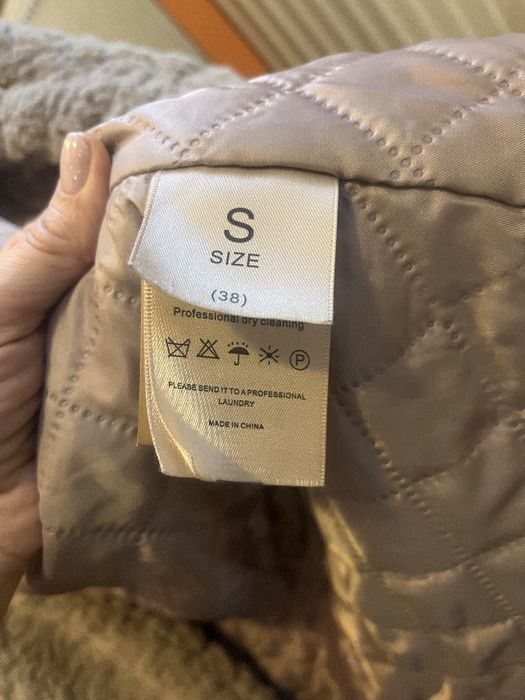 S
SIZE
(38)
Professional dry cleaning
P
PLEASE SEND IT TO A PROFESSIONAL
LAUNDRY
MADE IN CHINA